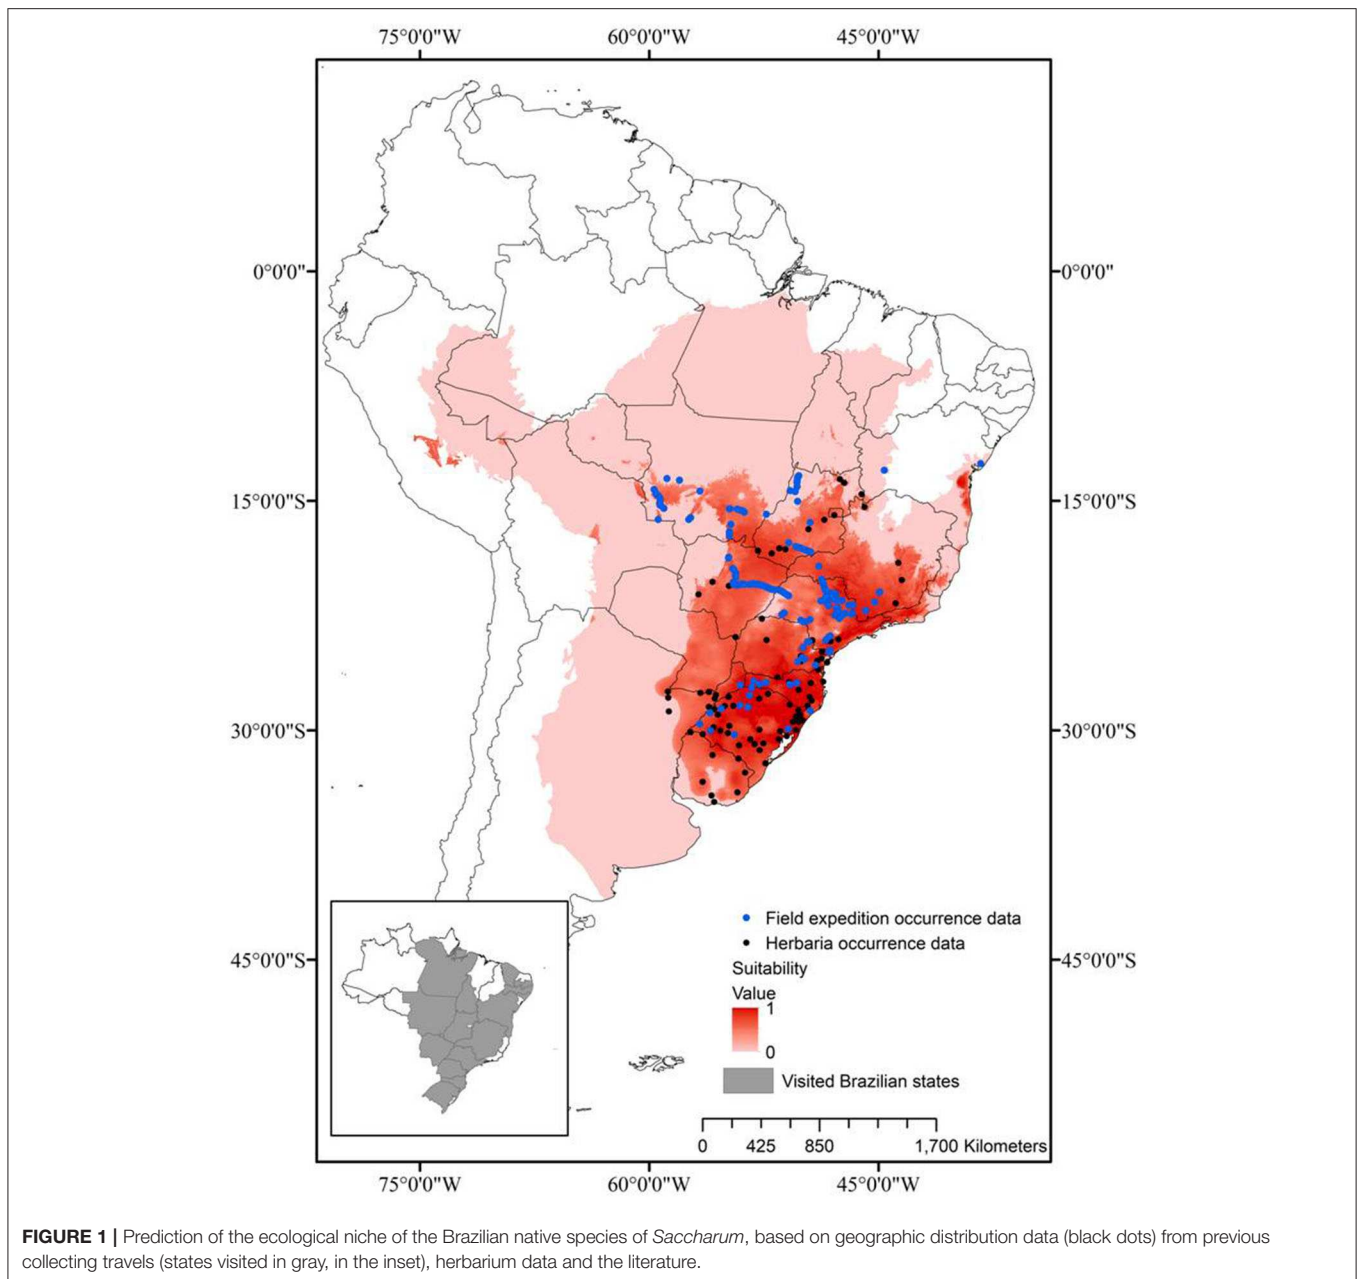 75°0'0"W 60°0'0"W 45°0'0"W
0°0'0" 0°0'0"
15°0'0"S 15°0'0"S
30°0'0"S 30°0'0"S
45°0'0"S 45°0'0"S
Field expedition occurrence data
Herbaria occurrence data
Suitability
Value
1
0
Visited Brazilian states
0 425 850 1,700 Kilometers
75°0'0"W 60°0'0"W 45°0'0"W
FIGURE 1 | Prediction of the ecological niche of the Brazilian native species of Saccharum, based on geographic distribution data (black dots) from previous
collecting travels (states visited in gray, in the inset), herbarium data and the literature.